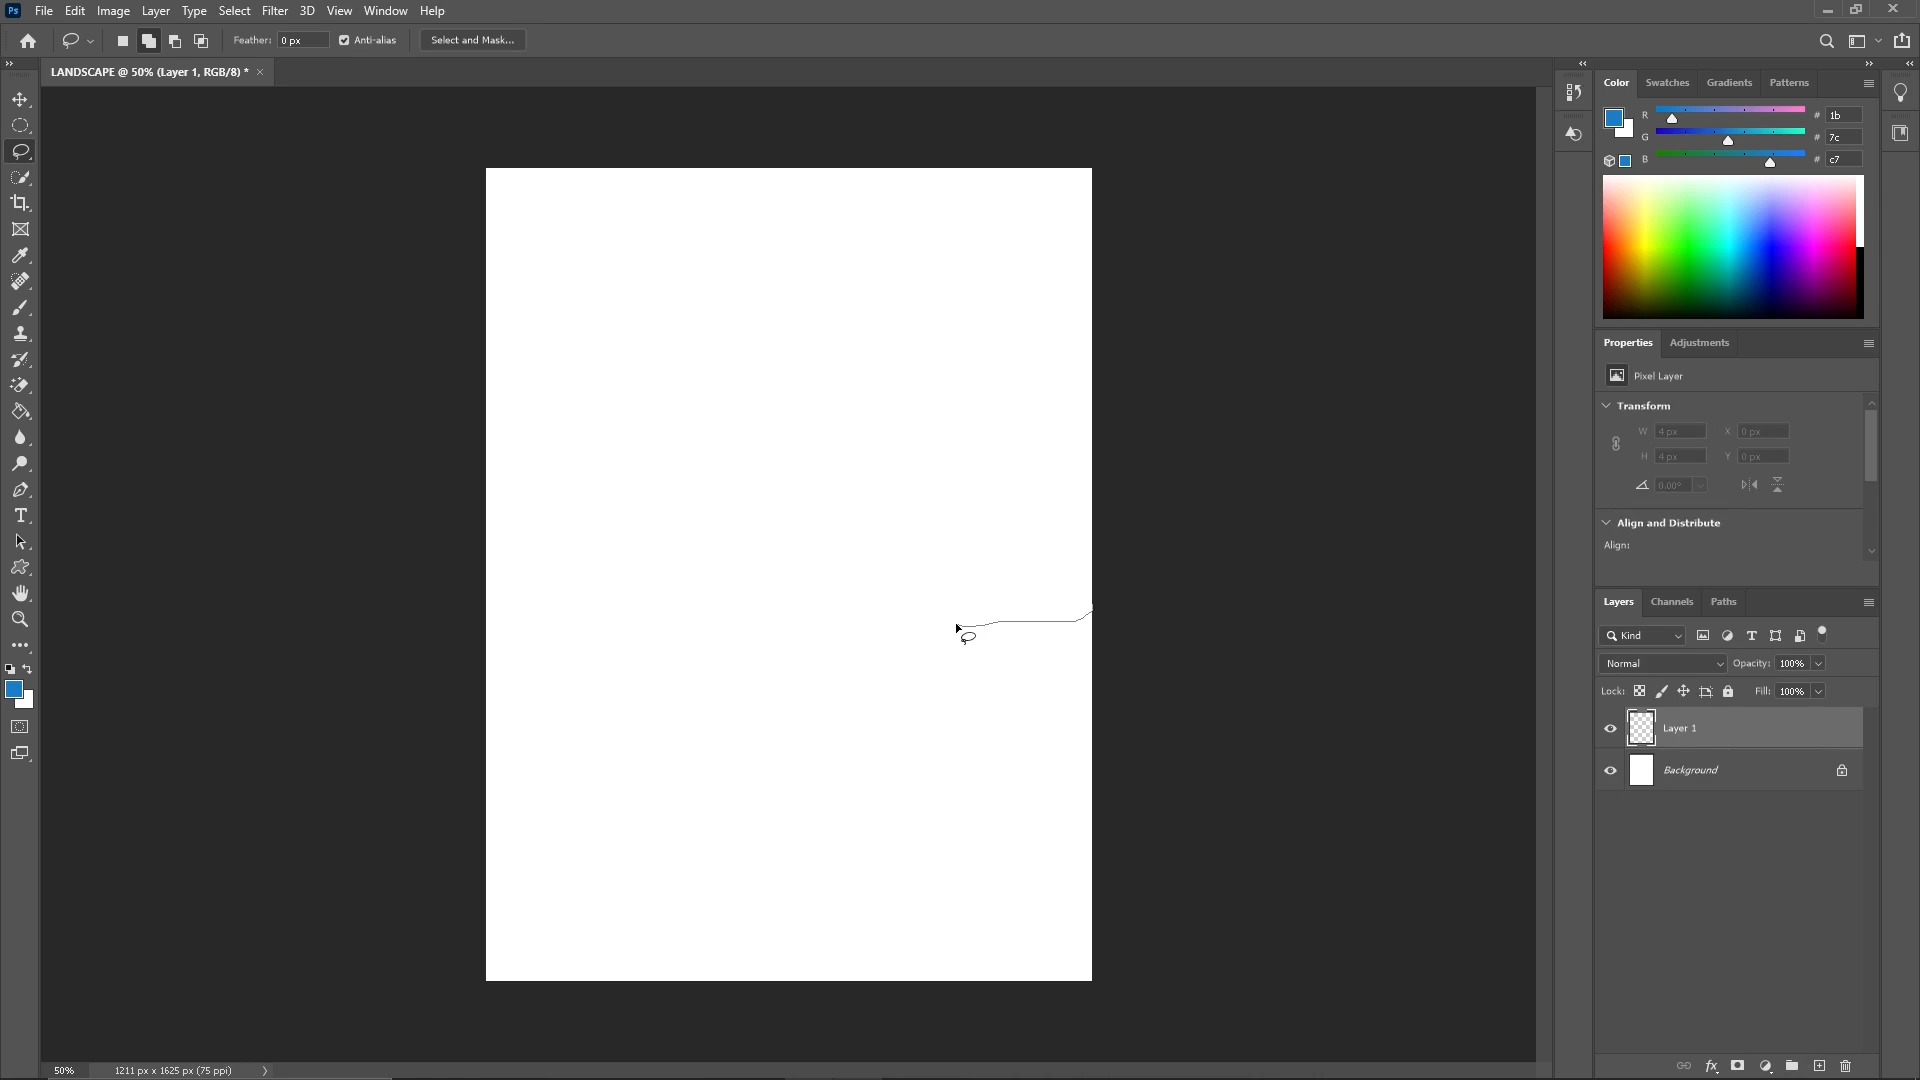 Ps File Edit Image Layer Type Select Filter 3D View Window Help
Feather: 0 px Anti-alias Select and Mask...
LANDSCAPE @ 50% (Layer 1, RGB/8) * ×
Color Swatches Gradients Patterns
R # 1b
G # 7c
B # c7
Properties Adjustments
Pixel Layer
Transform
W 4 px X 0 px
H 4 px Y 0 px
0.00°
Align and Distribute
Align:
Layers Channels Paths
Kind
Normal Opacity: 100%
Lock: Fill: 100%
Layer 1
Background
50% 1211 px x 1625 px (75 ppi)